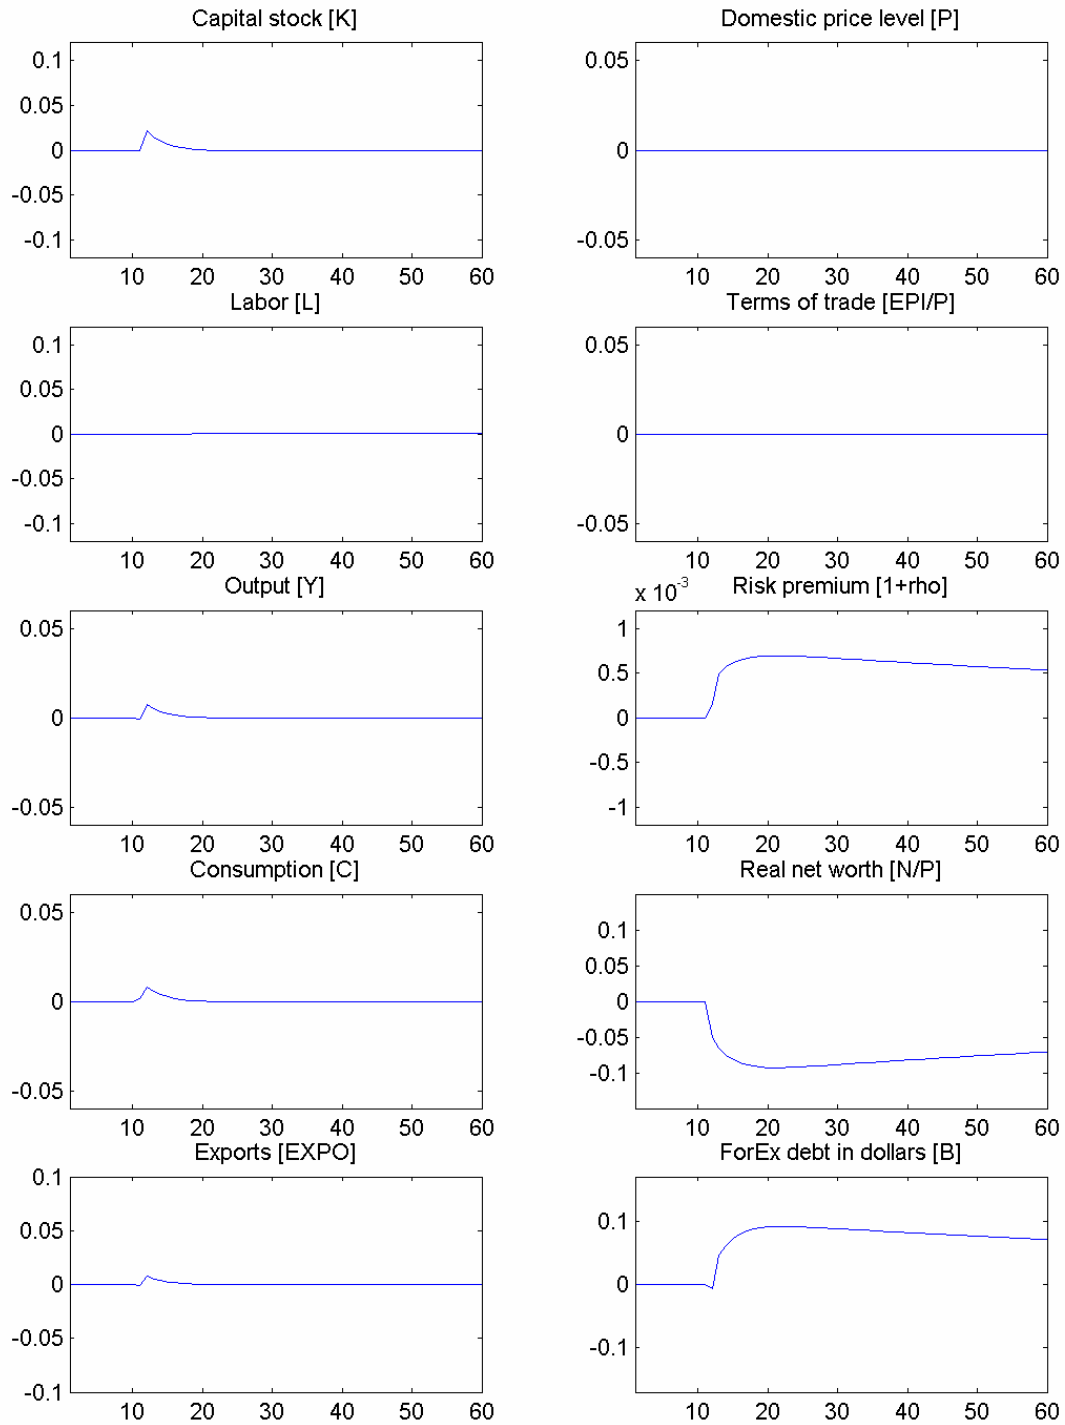 Capital stock [K]
0.1
0.05
0
-0.05
-0.1
10 20 30 40 50 60
Domestic price level [P]
0.05
0
-0.05
10 20 30 40 50 60
Labor [L]
0.1
0.05
0
-0.05
-0.1
10 20 30 40 50 60
Terms of trade [EPI/P]
0.05
0
-0.05
10 20 30 40 50 60
Output [Y]
0.05
0
-0.05
10 20 30 40 50 60
Risk premium [1+rho]
x 10-3
1
0.5
0
-0.5
-1
10 20 30 40 50 60
Consumption [C]
0.05
0
-0.05
10 20 30 40 50 60
Real net worth [N/P]
0.1
0.05
0
-0.05
-0.1
10 20 30 40 50 60
Exports [EXPO]
0.1
0.05
0
-0.05
-0.1
10 20 30 40 50 60
ForEx debt in dollars [B]
0.1
0
-0.1
10 20 30 40 50 60